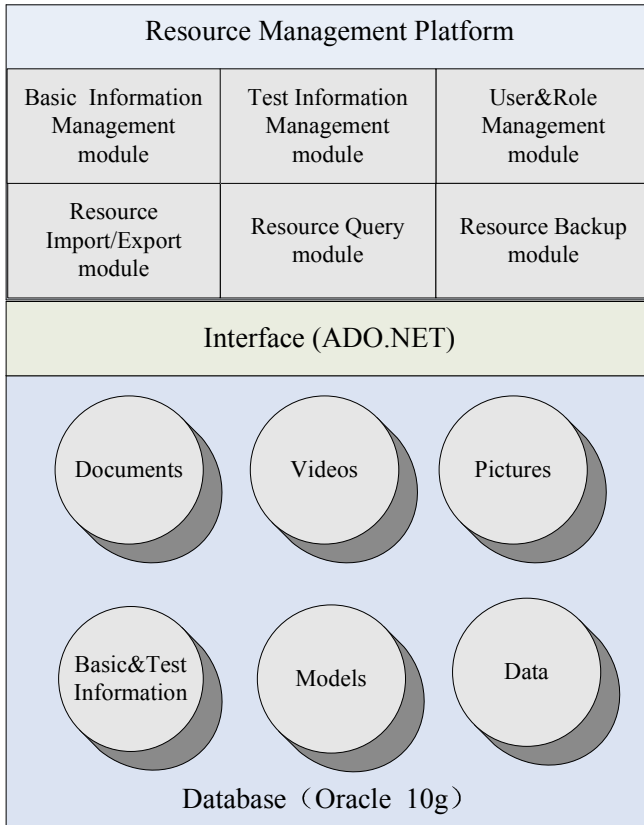 Resource Management Platform
Basic Information
Management
module
Test Information
Management
module
User&Role
Management
module
Resource
Import/Export
module
Resource Query
module
Resource Backup
module
Interface (ADO.NET)
Documents
Videos
Pictures
Basic&Test
Information
Models
Data
Database（Oracle 10g）